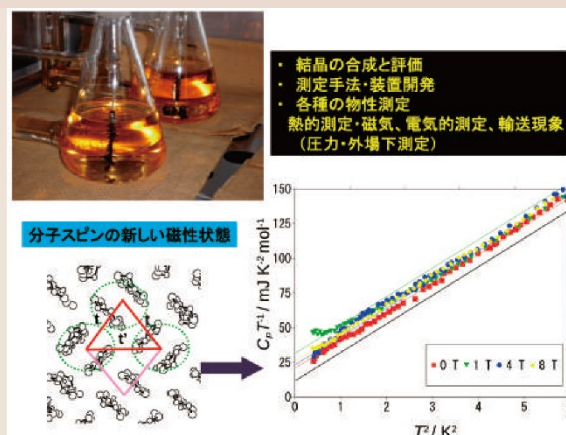 ・ 結晶の合成と評価
・ 測定手法・装置開発
・ 各種の物性測定
熱的測定・磁気、電気的測定、輸送現象
(圧力・外場下測定)
分子スピンの新しい磁性状態
t t
t'
CpT-1 / mJ K-2 mol-1
150
125
100
75
50
25
0
0 T 1 T 4 T 8 T
0 1 2 3 4 5
T2 / K2